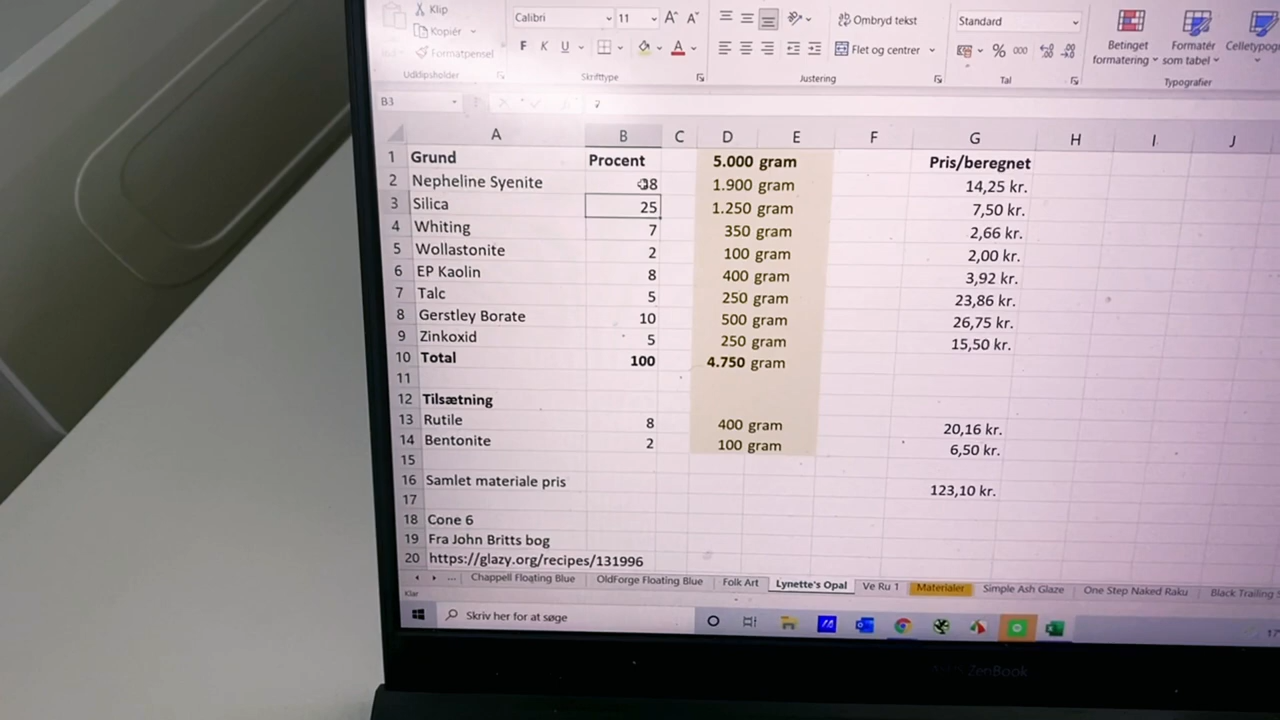 Klip
Calibri 11 A A Ombryd tekst Standard
Kopiér
Formatpensel F K U A Flet og centrer % 000 Betinget formatering Formatér som tabel
Udklipsholder Skrifttype Justering Tal Typografier
B3
A B C D E F G H I J
1 Grund Procent 5.000 gram Pris/beregnet
2 Nepheline Syenite 38 1.900 gram 14,25 kr.
3 Silica 25 1.250 gram 7,50 kr.
4 Whiting 7 350 gram 2,66 kr.
5 Wollastonite 2 100 gram 2,00 kr.
6 EP Kaolin 8 400 gram 3,92 kr.
7 Talc 5 250 gram 23,86 kr.
8 Gerstley Borate 10 500 gram 26,75 kr.
9 Zinkoxid 5 250 gram 15,50 kr.
10 Total 100 4.750 gram
11
12 Tilsætning
13 Rutile 8 400 gram 20,16 kr.
14 Bentonite 2 100 gram 6,50 kr.
15
16 Samlet materiale pris 123,10 kr.
17
18 Cone 6
19 Fra John Britts bog
20 https://glazy.org/recipes/131996
... Chappell Floating Blue OldForge Floating Blue Folk Art Lynette's Opal Ve Ru 1 Materialer Simple Ash Glaze One Step Naked Raku Black Trailing
Klar
Skriv her for at søge
ASUS ZenBook